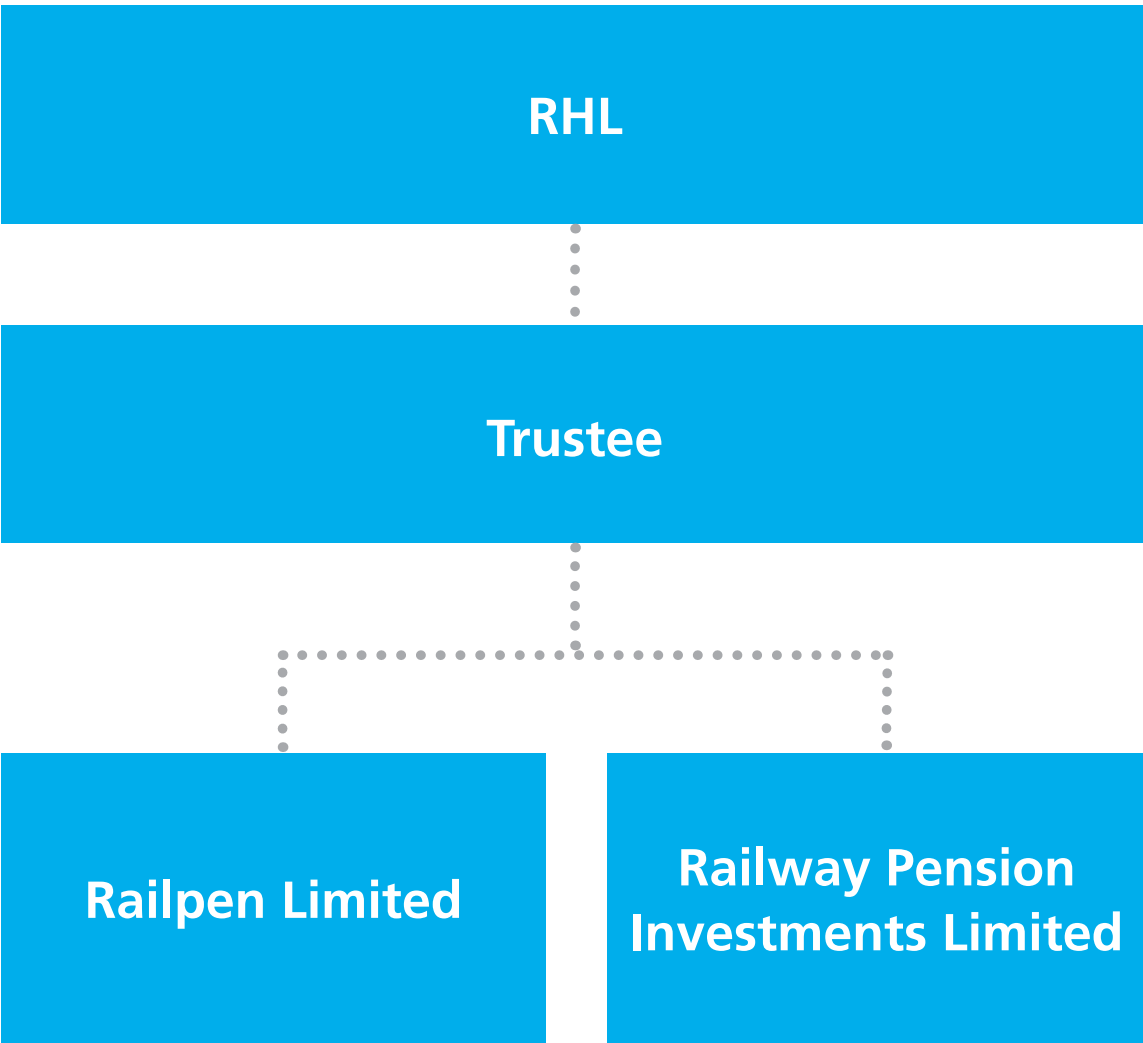 RHL
Trustee
Railpen Limited
Railway Pension
Investments Limited